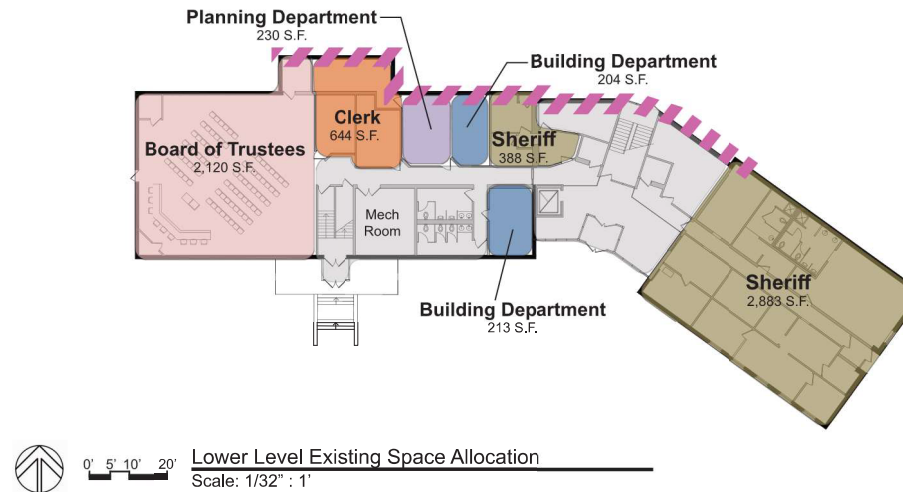 Planning Department
230 S.F.
Building Department
204 S.F.
Clerk
644 S.F.
Sheriff
388 S.F.
Board of Trustees
2,120 S.F.
Mech
Room
Sheriff
2,883 S.F.
Building Department
213 S.F.
0' 5' 10' 20'
Lower Level Existing Space Allocation
Scale: 1/32" : 1'